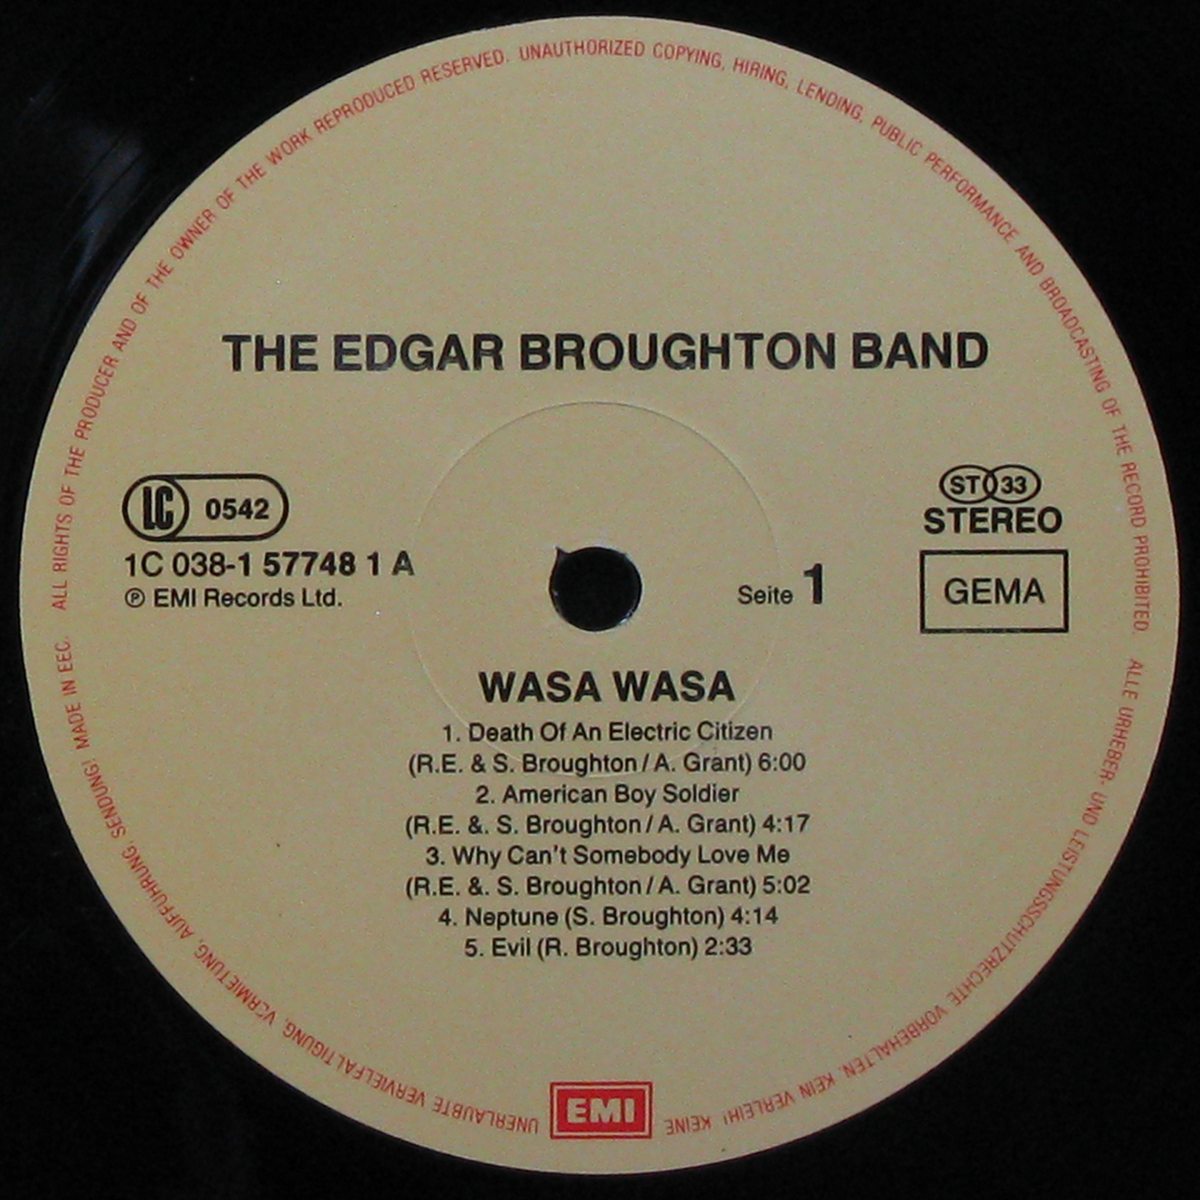 ALL RIGHTS OF THE PRODUCER AND OF THE OWNER OF THE WORK REPRODUCED RESERVED. UNAUTHORIZED COPYING, HIRING, LENDING, PUBLIC PERFORMANCE AND BROADCASTING OF THE RECORD PROHIBITED.
THE EDGAR BROUGHTON BAND
LC 0542
1C 038-1 57748 1 A
℗ EMI Records Ltd.
Seite 1
ST 33
STEREO
GEMA
WASA WASA
1. Death Of An Electric Citizen
(R.E. & S. Broughton / A. Grant) 6:00
2. American Boy Soldier
(R.E. &. S. Broughton / A. Grant) 4:17
3. Why Can't Somebody Love Me
(R.E. &. S. Broughton / A. Grant) 5:02
4. Neptune (S. Broughton) 4:14
5. Evil (R. Broughton) 2:33
ALLE URHEBER- UND LEISTUNGSSCHUTZRECHTE VORBEHALTEN. KEIN VERLEIH! KEINE UNERLAUBTE VERVIELFÄLTIGUNG, VERMIETUNG, AUFFÜHRUNG, SENDUNG! MADE IN EEC.
EMI